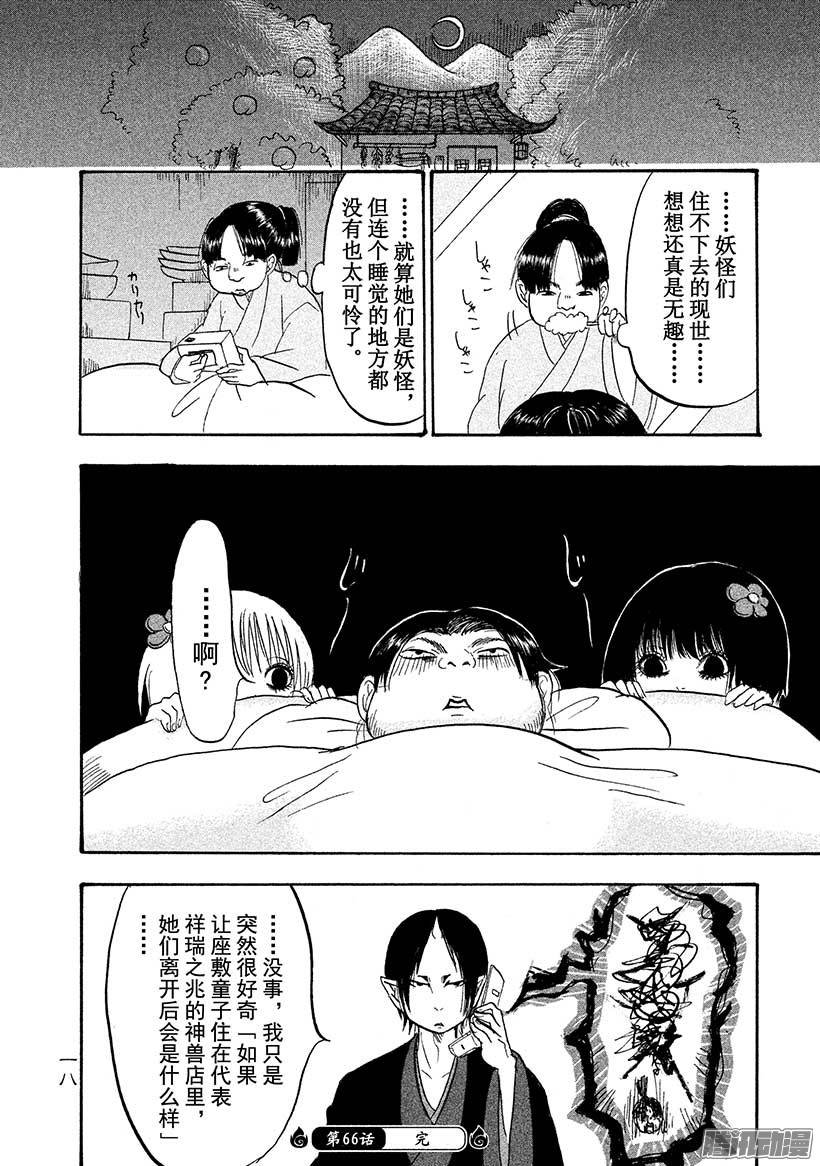 ……妖怪们
住不下去的现世……
想想还真是无趣……
……就算她们是妖怪，
但连个睡觉的地方都
没有也太可怜了。
カリカリ
……啊？
……没事，我只是
突然很好奇「如果
让座敷童子住在代表
祥瑞之兆的神兽店里，
她们离开后会是什么样」
……
第66话 完
一八
腾讯动漫